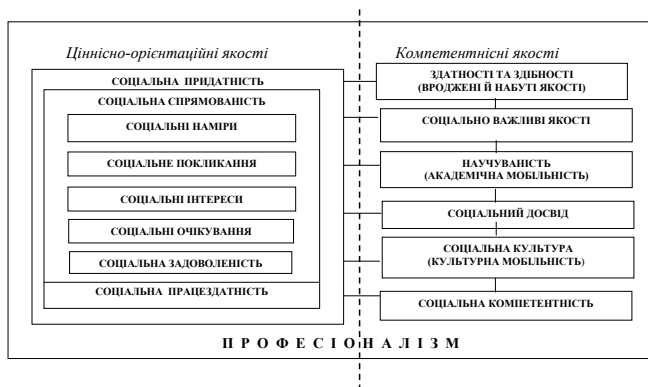 Ціннісно-орієнтаційні якості
СОЦІАЛЬНА ПРИДАТНІСТЬ
СОЦІАЛЬНА СПРЯМОВАНІСТЬ
СОЦІАЛЬНІ НАМІРИ
СОЦІАЛЬНЕ ПОКЛИКАННЯ
СОЦІАЛЬНІ ІНТЕРЕСИ
СОЦІАЛЬНІ ОЧІКУВАННЯ
СОЦІАЛЬНА ЗАДОВОЛЕНІСТЬ
СОЦІАЛЬНА ПРАЦЕЗДАТНІСТЬ
Компетентнісні якості
ЗДАТНОСТІ ТА ЗДІБНОСТІ
(ВРОДЖЕНІ Й НАБУТІ ЯКОСТІ)
СОЦІАЛЬНО ВАЖЛИВІ ЯКОСТІ
НАУЧУВАНІСТЬ
(АКАДЕМІЧНА МОБІЛЬНІСТЬ)
СОЦІАЛЬНИЙ ДОСВІД
СОЦІАЛЬНА КУЛЬТУРА
(КУЛЬТУРНА МОБІЛЬНІСТЬ)
СОЦІАЛЬНА КОМПЕТЕНТНІСТЬ
П Р О Ф Е С І О Н А Л І З М